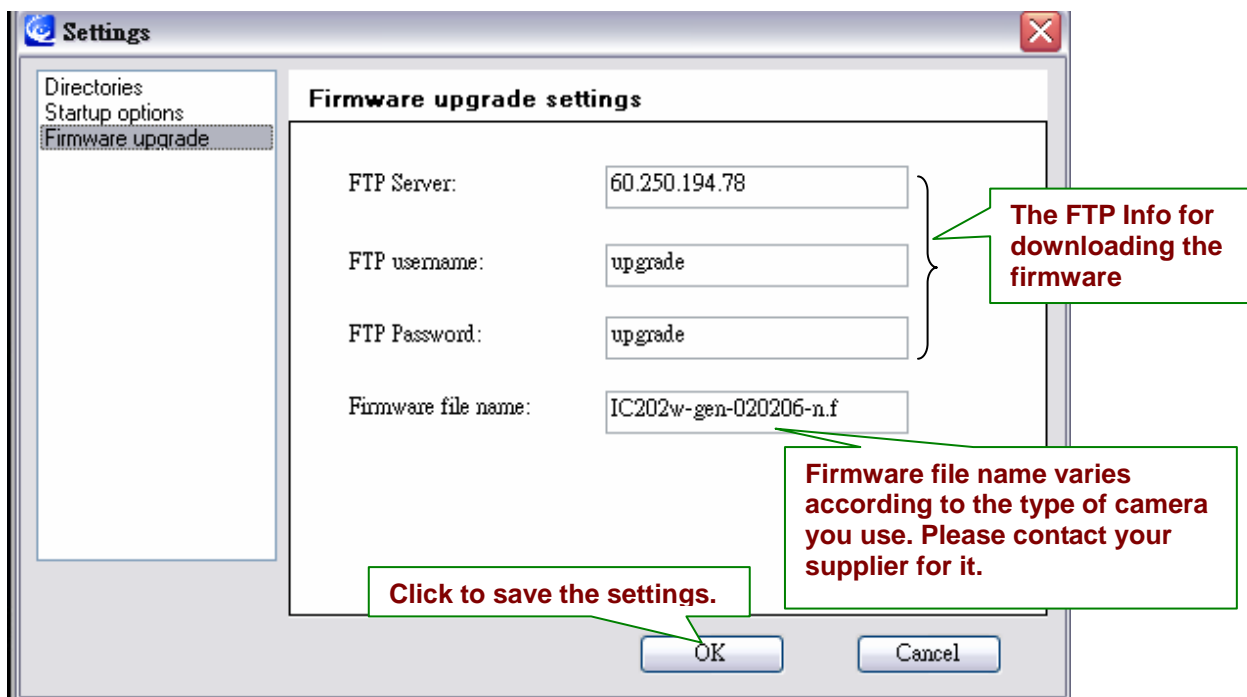 Settings
Directories
Startup options
Firmware upgrade
Firmware upgrade settings
FTP Server:
60.250.194.78
FTP username:
upgrade
FTP Password:
upgrade
Firmware file name:
IC202w-gen-020206-n.f
The FTP Info for
downloading the
firmware
Firmware file name varies
according to the type of camera
you use. Please contact your
supplier for it.
Click to save the settings.
OK
Cancel